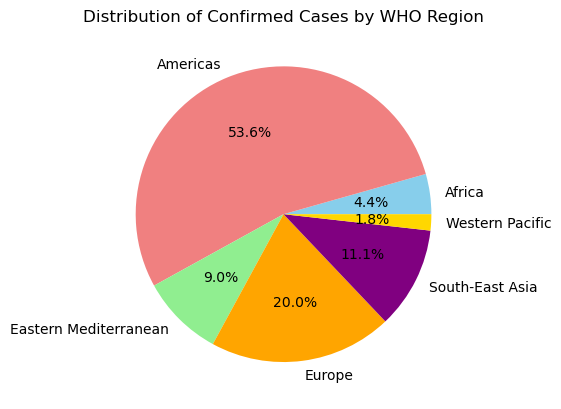 Distribution of Confirmed Cases by WHO Region
Americas
53.6%
Africa
4.4%
1.8%
Western Pacific
11.1%
9.0%
South-East Asia
20.0%
Eastern Mediterranean
Europe